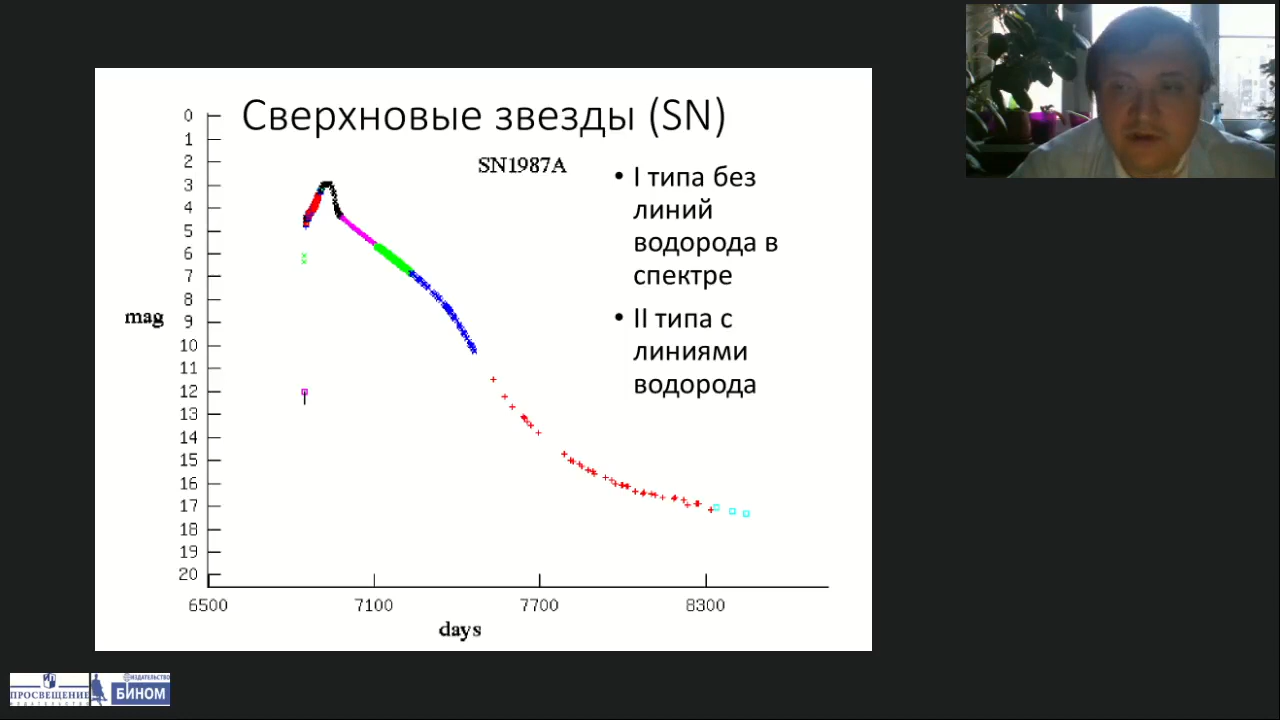 Сверхновые звезды (SN)
SN1987A
• I типа без
линий
водорода в
спектре
• II типа с
линиями
водорода
mag
0
1
2
3
4
5
6
7
8
9
10
11
12
13
14
15
16
17
18
19
20
6500 7100 7700 8300
days
ПРОСВЕЩЕНИЕ
ИЗДАТЕЛЬСТВО
ИЗДАТЕЛЬСТВО
БИНОМ